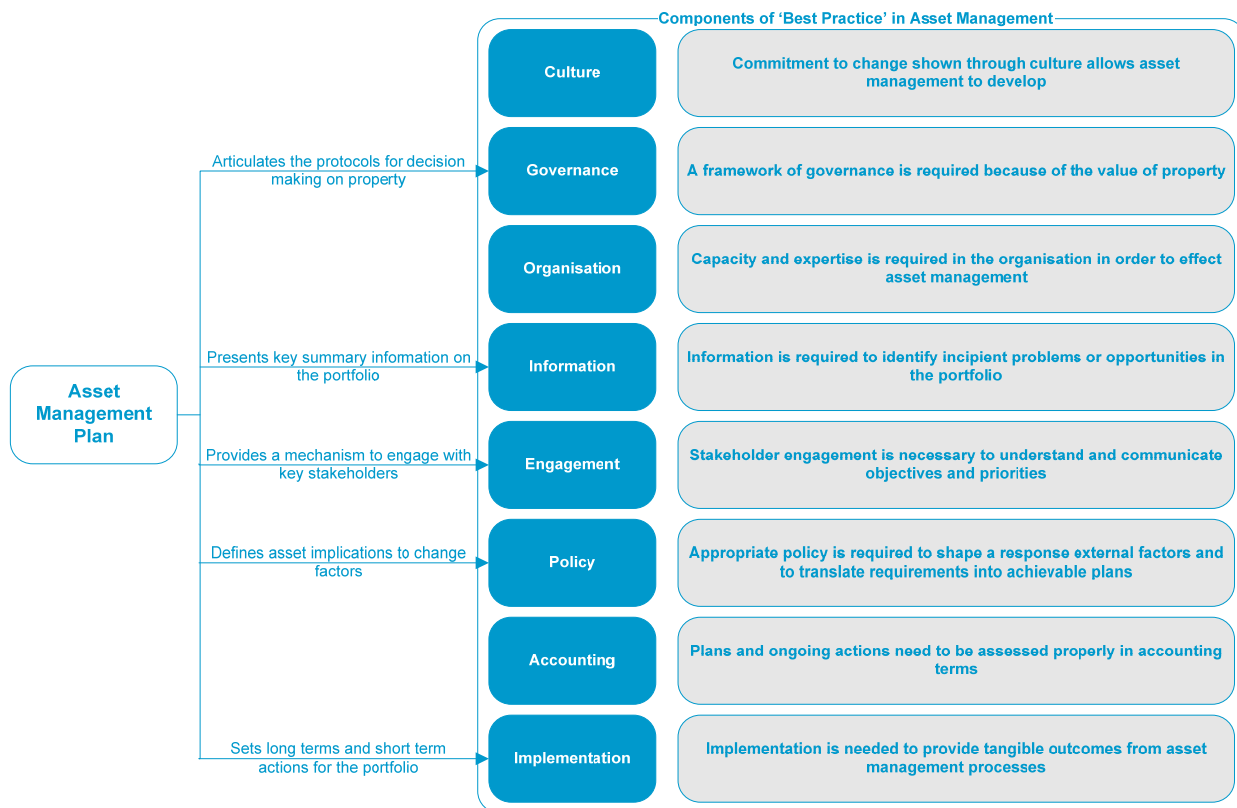 Components of ‘Best Practice’ in Asset Management
Culture
Commitment to change shown through culture allows asset
management to develop
Articulates the protocols for decision
making on property
Governance
A framework of governance is required because of the value of property
Organisation
Capacity and expertise is required in the organisation in order to effect
asset management
Presents key summary information on
the portfolio
Information
Information is required to identify incipient problems or opportunities in
the portfolio
Asset
Management
Plan
Provides a mechanism to engage with
key stakeholders
Engagement
Stakeholder engagement is necessary to understand and communicate
objectives and priorities
Defines asset implications to change
factors
Policy
Appropriate policy is required to shape a response external factors and
to translate requirements into achievable plans
Accounting
Plans and ongoing actions need to be assessed properly in accounting
terms
Sets long terms and short term
actions for the portfolio
Implementation
Implementation is needed to provide tangible outcomes from asset
management processes